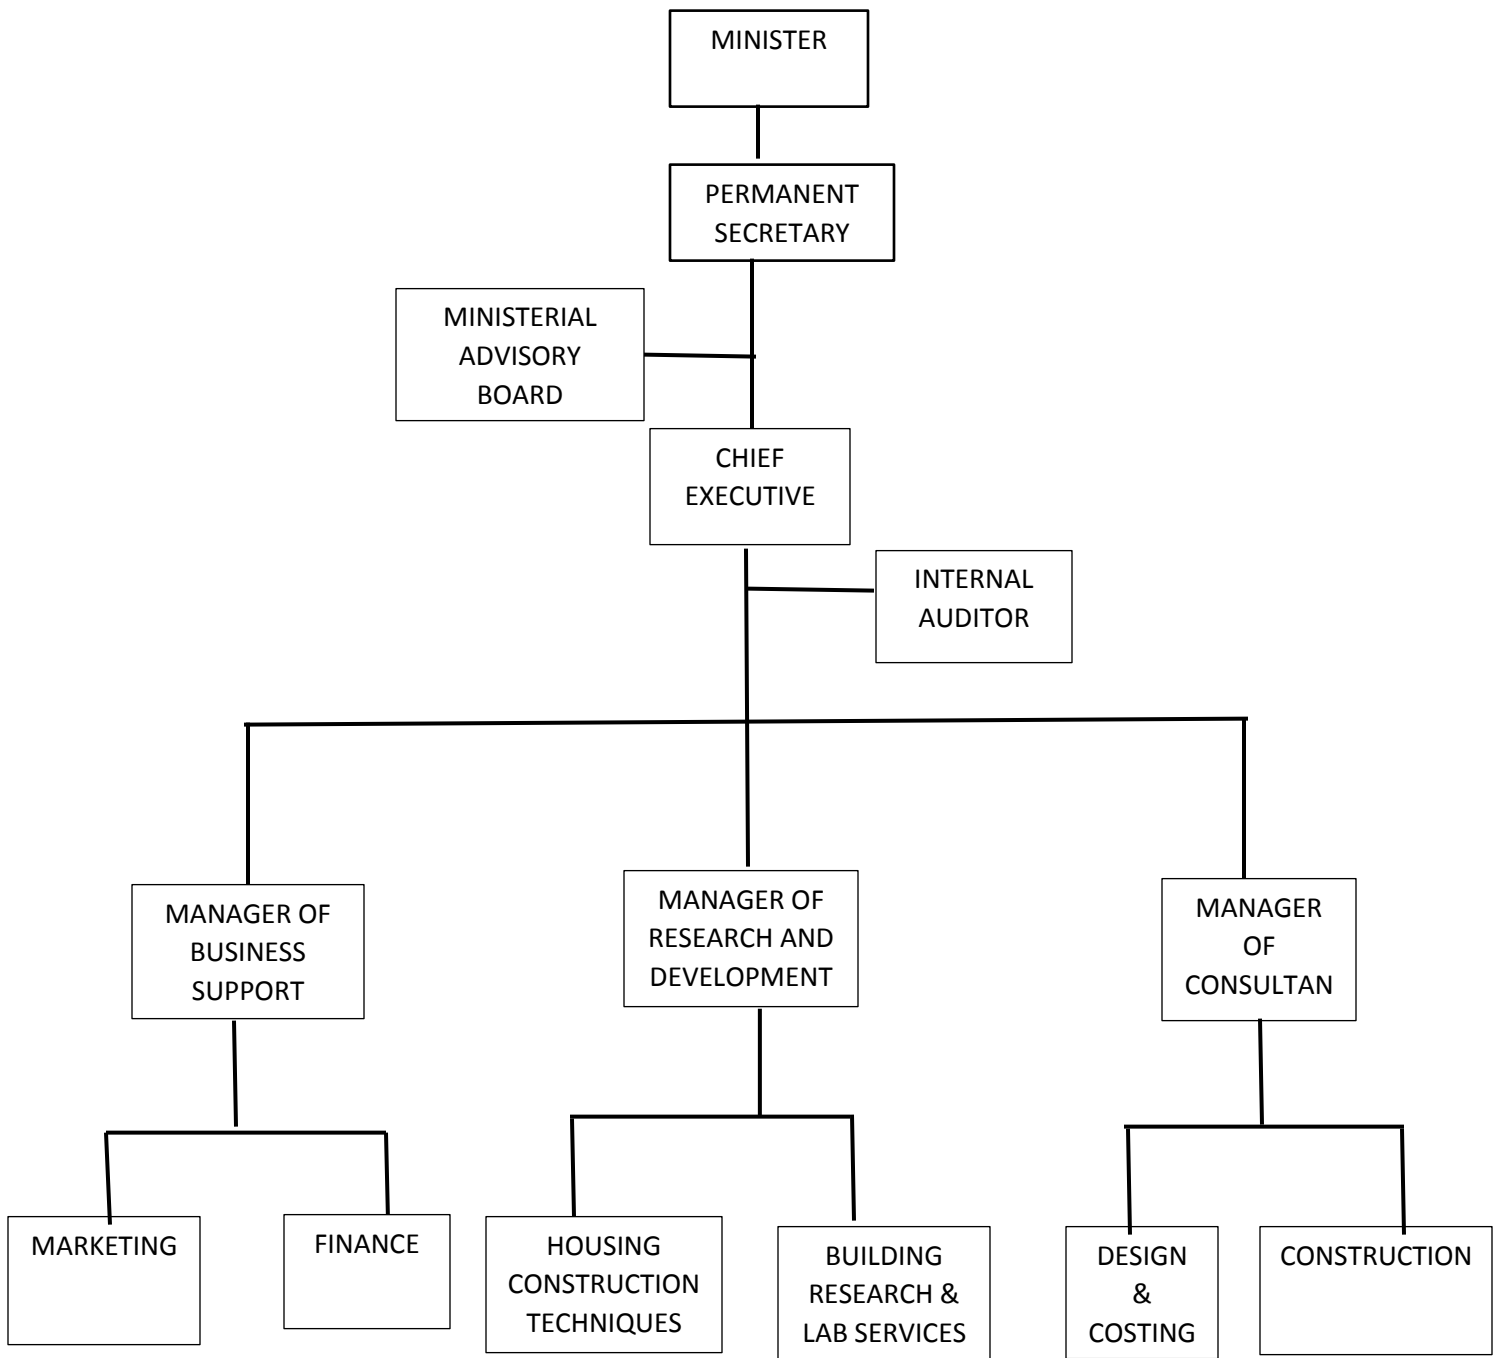 MINISTER
PERMANENT
SECRETARY
MINISTERIAL
ADVISORY
BOARD
CHIEF
EXECUTIVE
INTERNAL
AUDITOR
MANAGER OF
BUSINESS
SUPPORT
MANAGER OF
RESEARCH AND
DEVELOPMENT
MANAGER
OF
CONSULTAN
MARKETING
FINANCE
HOUSING
CONSTRUCTION
TECHNIQUES
BUILDING
RESEARCH &
LAB SERVICES
DESIGN
&
COSTING
CONSTRUCTION